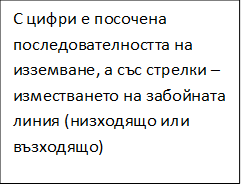 С цифри е посочена
последователността на
изземване, а със стрелки –
изместването на забойната
линия (низходящо или
възходящо)